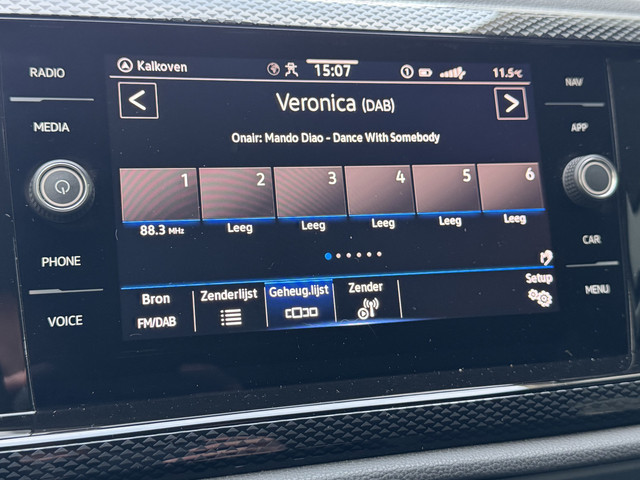 RADIO
MEDIA
PHONE
VOICE
Kalkoven
15:07
1
11.5°C
<
Veronica (DAB)
>
Onair: Mando Diao - Dance With Somebody
1 2 3 4 5 6
88.3 MHz Leeg Leeg Leeg Leeg Leeg
Bron
FM/DAB
Zenderlijst
Geheug.lijst
Zender
Setup
NAV
APP
CAR
MENU